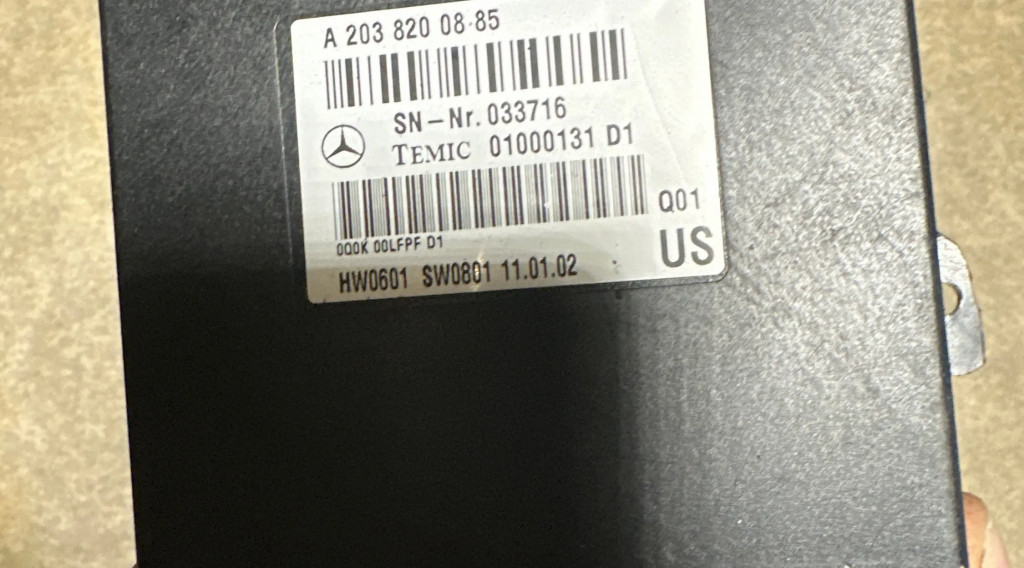 A 203 820 08·85
SN-Nr. 033716
TEMIC 01000131 D1
Q01
0Q0K 00LFPF D1
US
HW0601 SW0801 11.01.02